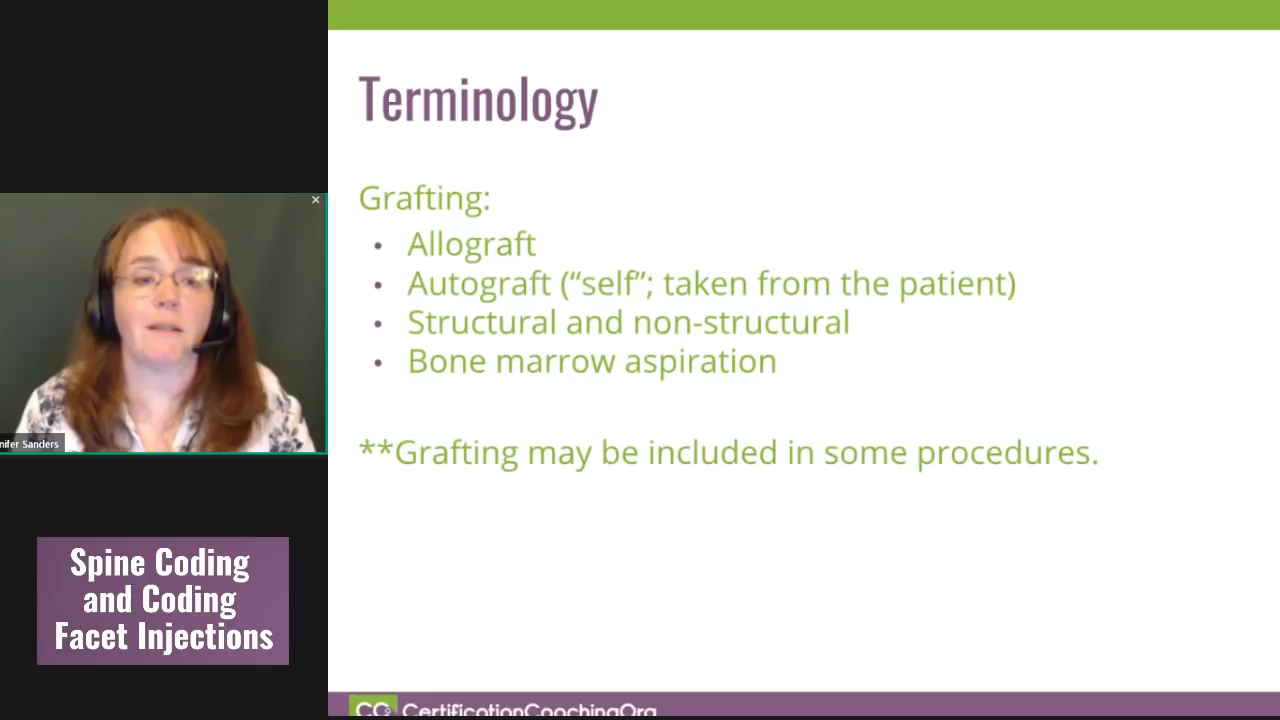 Terminology
Grafting:
• Allograft
• Autograft (“self”; taken from the patient)
• Structural and non-structural
• Bone marrow aspiration
**Grafting may be included in some procedures.
nifer Sanders
Spine Coding
and Coding
Facet Injections
CCO CertificationCoachingOrg